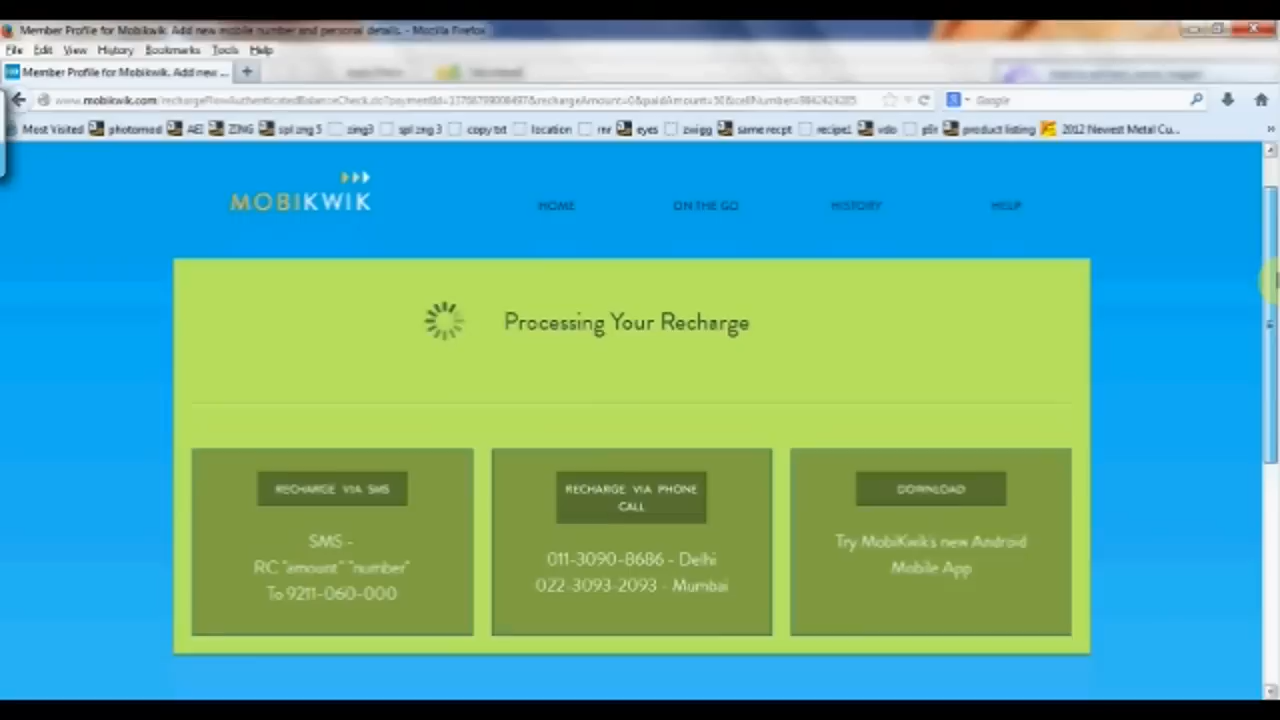 Member Profile for Mobikwik. Add new mobile number and personal details. - Mozilla Firefox
File Edit View History Bookmarks Tools Help
Member Profile for Mobikwik. Add new ... +
www.mobikwik.com
Google
Most Visited photomod AEI ZING spl zng 5 zing3 spl zng 3 copy txt location mr eyes zwigg same recpt recipe1 vdo product listing 2012 Newest Metal Cu... »
MOBIKWIK
HOME ON THE GO HISTORY HELP
Processing Your Recharge
RECHARGE VIA SMS
SMS -
RC "amount" "number"
To 9211-060-000
RECHARGE VIA PHONE
CALL
011-3090-8686 - Delhi
022-3093-2093 - Mumbai
DOWNLOAD
Try MobiKwik's new Android
Mobile App